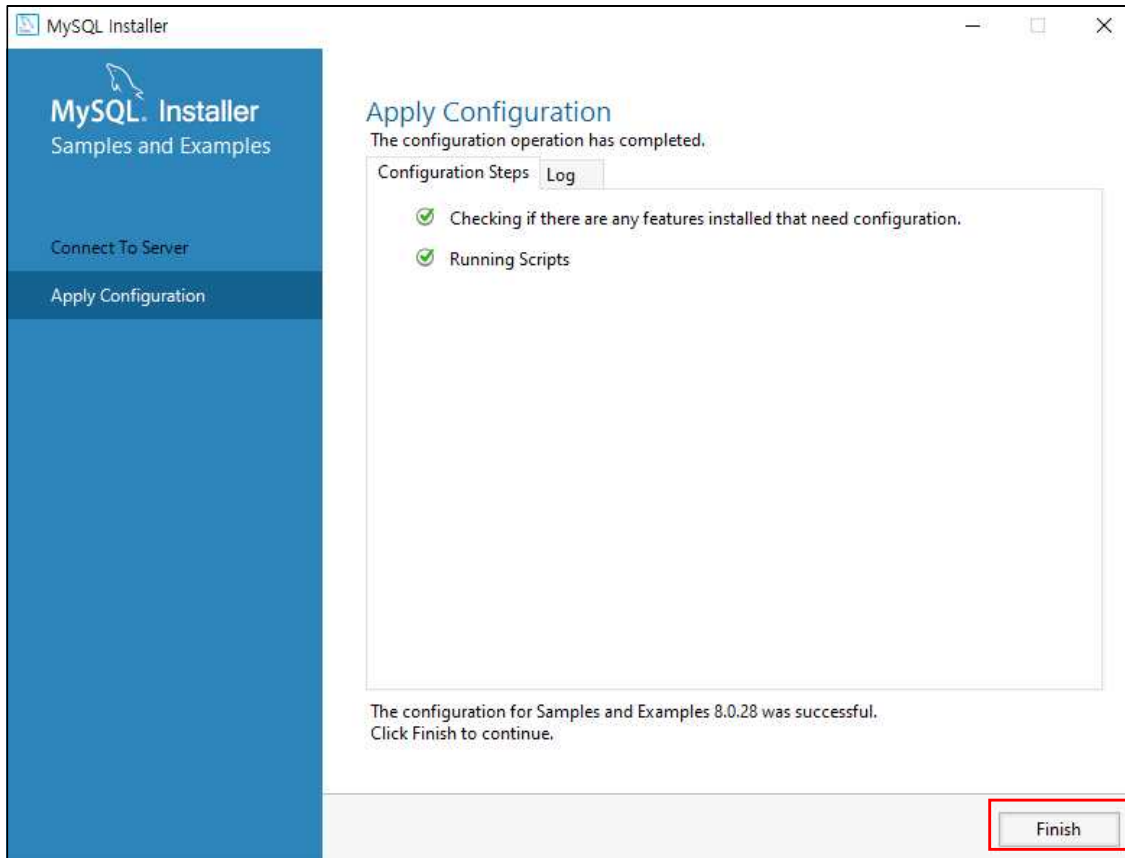 MySQL Installer
MySQL. Installer
Samples and Examples
Connect To Server
Apply Configuration
Apply Configuration
The configuration operation has completed.
Configuration Steps
Log
Checking if there are any features installed that need configuration.
Running Scripts
The configuration for Samples and Examples 8.0.28 was successful.
Click Finish to continue.
Finish